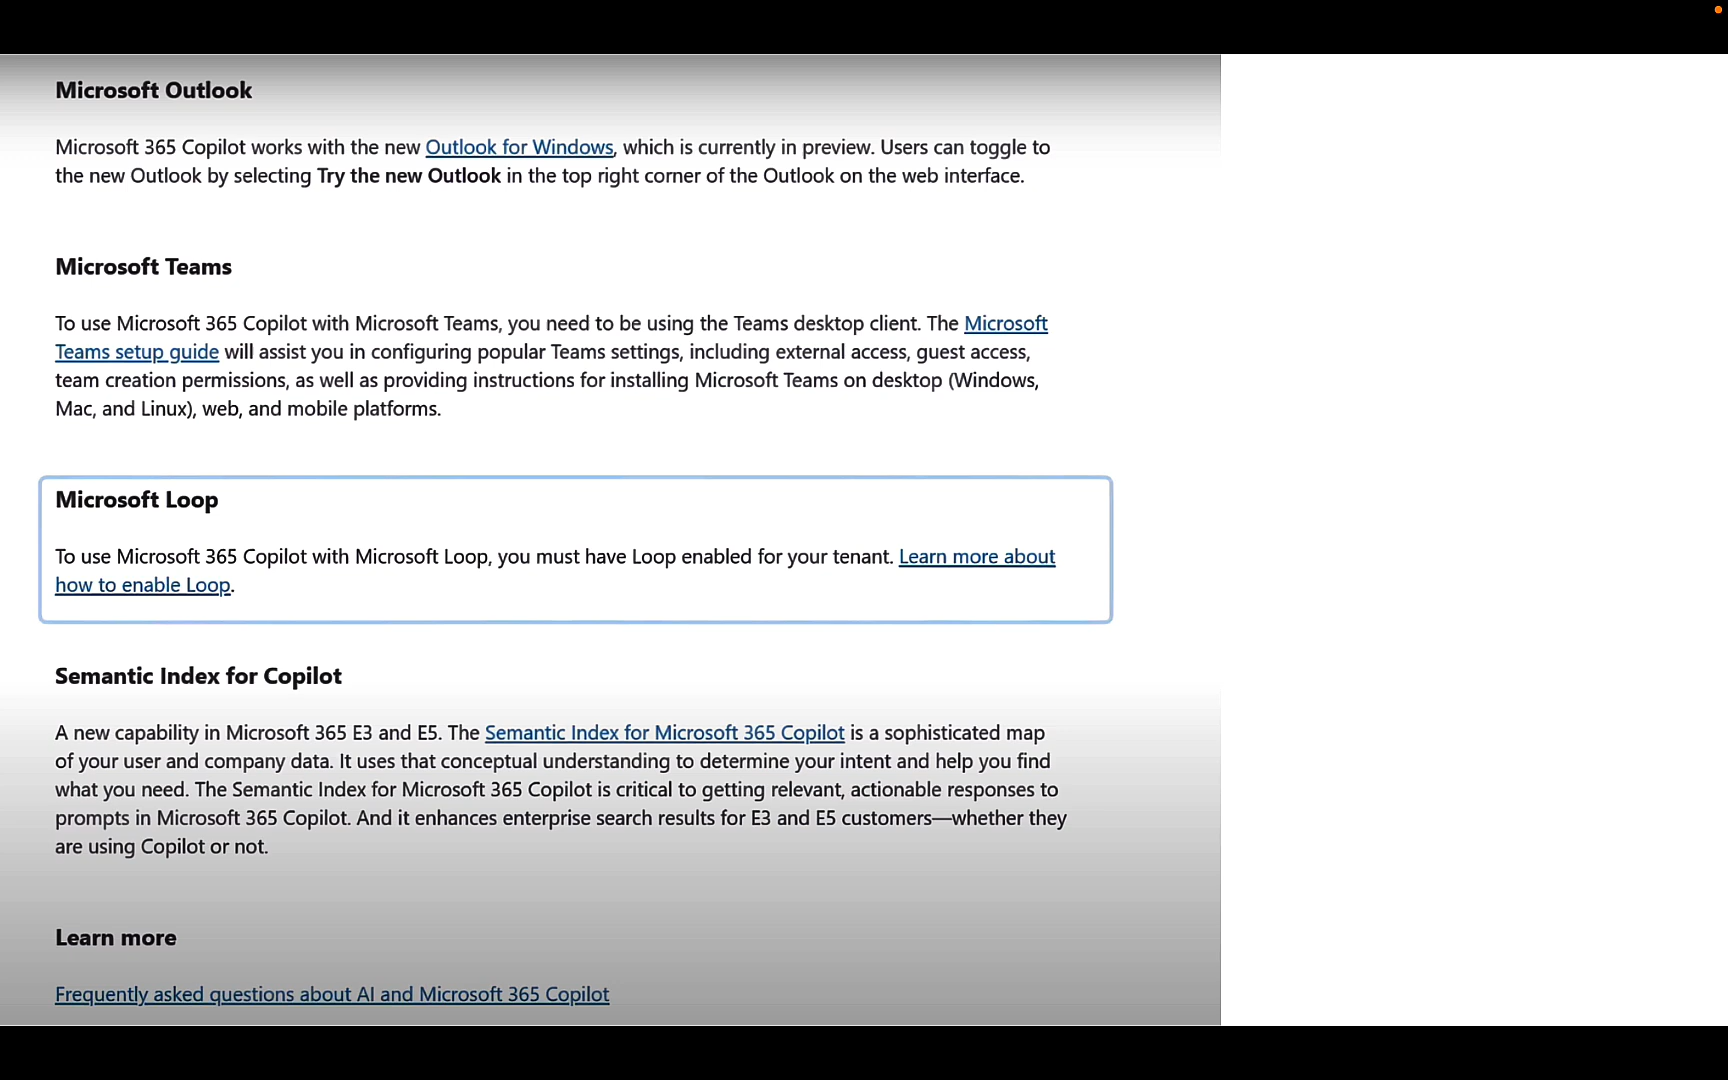 Microsoft Outlook
Microsoft 365 Copilot works with the new Outlook for Windows, which is currently in preview. Users can toggle to
the new Outlook by selecting Try the new Outlook in the top right corner of the Outlook on the web interface.
Microsoft Teams
To use Microsoft 365 Copilot with Microsoft Teams, you need to be using the Teams desktop client. The Microsoft
Teams setup guide will assist you in configuring popular Teams settings, including external access, guest access,
team creation permissions, as well as providing instructions for installing Microsoft Teams on desktop (Windows,
Mac, and Linux), web, and mobile platforms.
Microsoft Loop
To use Microsoft 365 Copilot with Microsoft Loop, you must have Loop enabled for your tenant. Learn more about
how to enable Loop.
Semantic Index for Copilot
A new capability in Microsoft 365 E3 and E5. The Semantic Index for Microsoft 365 Copilot is a sophisticated map
of your user and company data. It uses that conceptual understanding to determine your intent and help you find
what you need. The Semantic Index for Microsoft 365 Copilot is critical to getting relevant, actionable responses to
prompts in Microsoft 365 Copilot. And it enhances enterprise search results for E3 and E5 customers—whether they
are using Copilot or not.
Learn more
Frequently asked questions about AI and Microsoft 365 Copilot